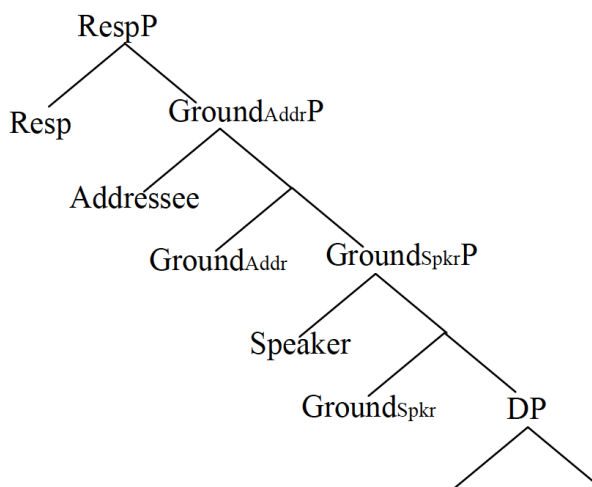 RespP
Resp
GroundAddrP
Addressee
GroundAddr
GroundSpkrP
Speaker
GroundSpkr
DP